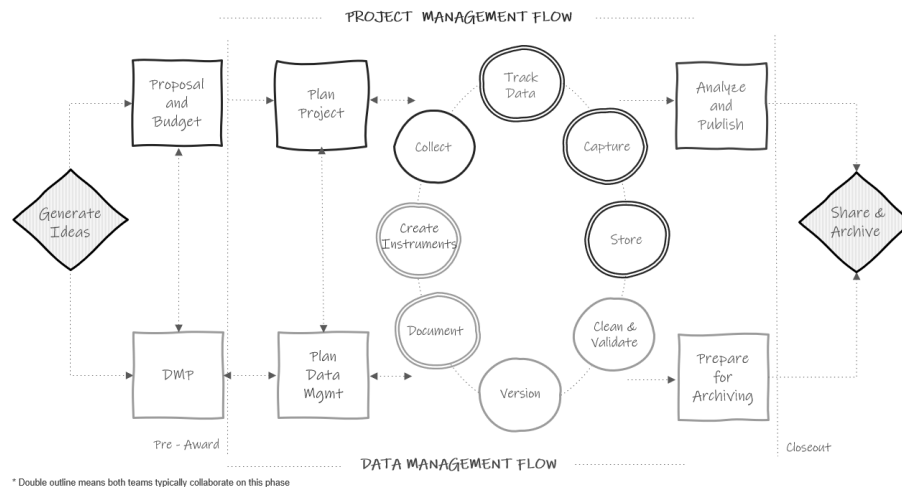 PROJECT MANAGEMENT FLOW
Proposal
and
Budget
Plan
Project
Track
Data
Analyze
and
Publish
Collect
Capture
Generate
Ideas
Create
Instruments
Store
Share &
Archive
Document
Clean &
Validate
DMP
Plan
Data
Mgmt
Version
Prepare
for
Archiving
Pre - Award
Closeout
DATA MANAGEMENT FLOW
* Double outline means both teams typically collaborate on this phase